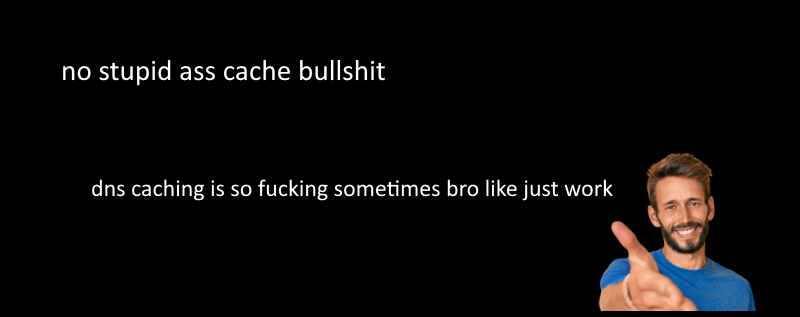 no stupid ass cache bullshit
dns caching is so fucking sometimes bro like just work